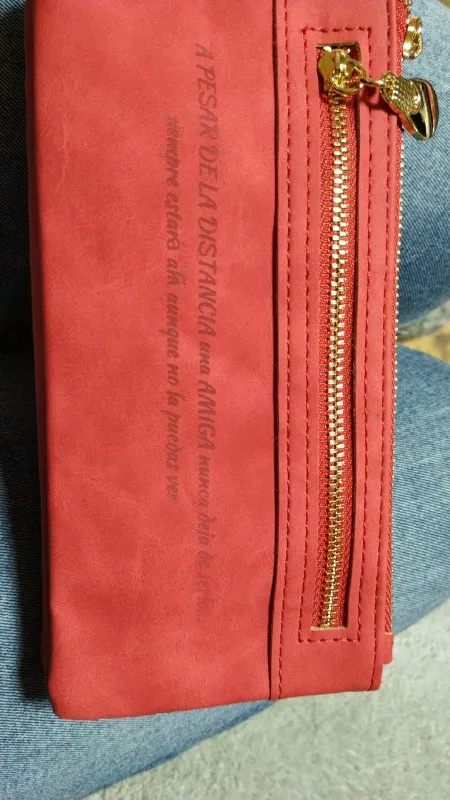 A PESAR DE LA DISTANCIA una AMIGA nunca deja de serlo
siempre estará ahí aunque no la puedas ver